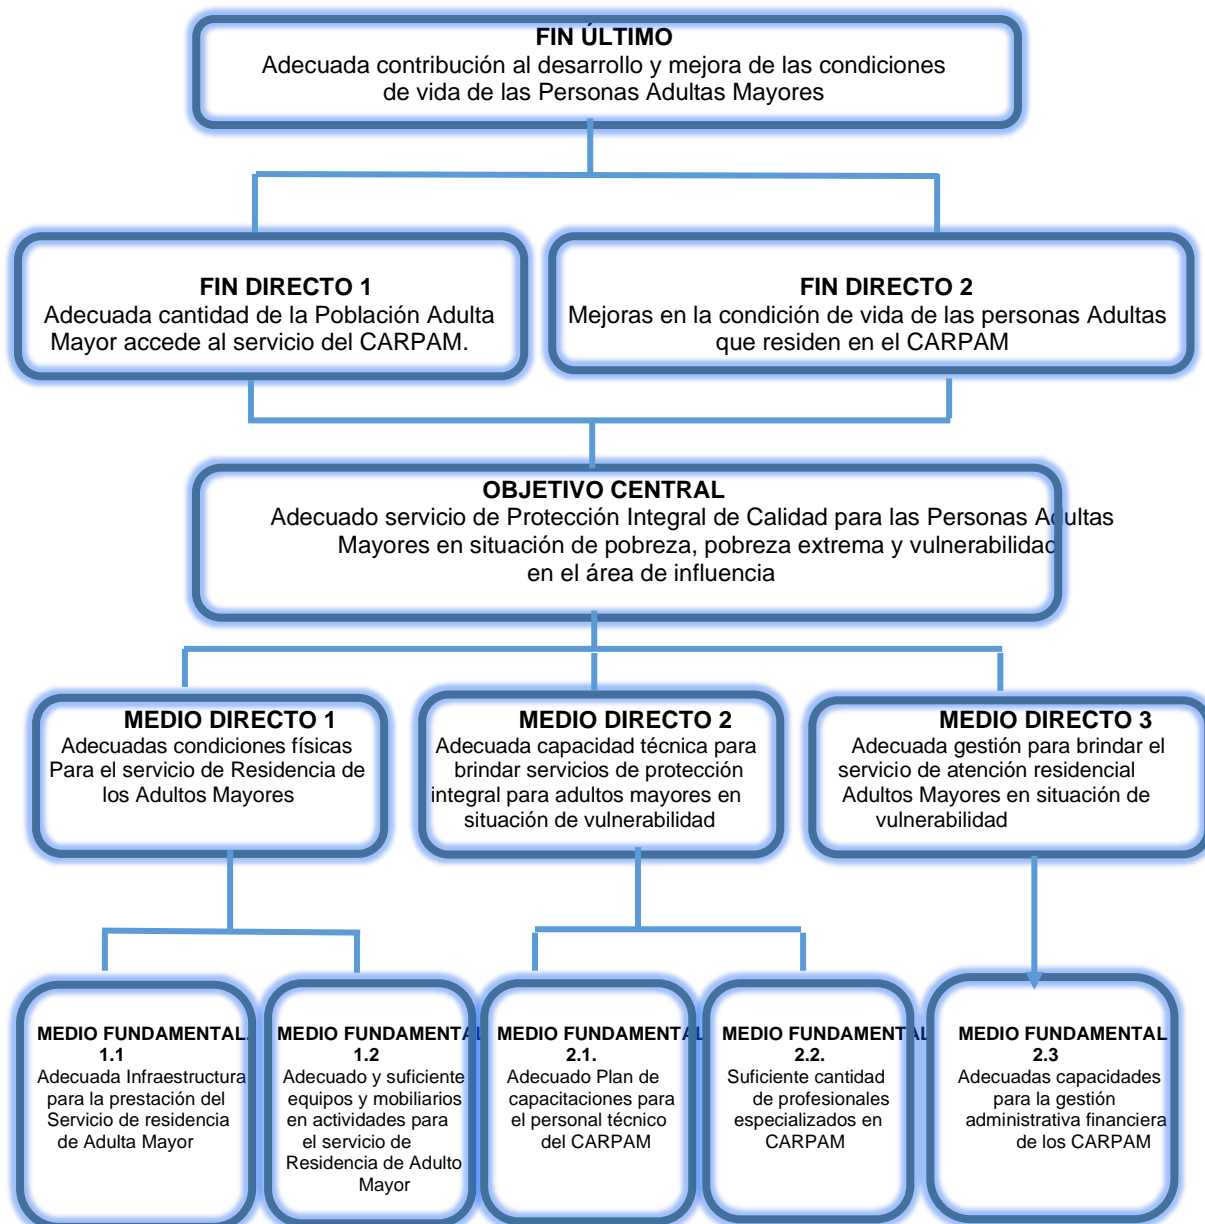 FIN ÚLTIMO
Adecuada contribución al desarrollo y mejora de las condiciones
de vida de las Personas Adultas Mayores
FIN DIRECTO 1
Adecuada cantidad de la Población Adulta
Mayor accede al servicio del CARPAM.
FIN DIRECTO 2
Mejoras en la condición de vida de las personas Adultas
que residen en el CARPAM
OBJETIVO CENTRAL
Adecuado servicio de Protección Integral de Calidad para las Personas Adultas
Mayores en situación de pobreza, pobreza extrema y vulnerabilidad
en el área de influencia
MEDIO DIRECTO 1
Adecuadas condiciones físicas
Para el servicio de Residencia de
los Adultos Mayores
MEDIO DIRECTO 2
Adecuada capacidad técnica para
brindar servicios de protección
integral para adultos mayores en
situación de vulnerabilidad
MEDIO DIRECTO 3
Adecuada gestión para brindar el
servicio de atención residencial
Adultos Mayores en situación de
vulnerabilidad
MEDIO FUNDAMENTAL.
1.1
Adecuada Infraestructura
para la prestación del
Servicio de residencia
de Adulta Mayor
MEDIO FUNDAMENTAL
1.2
Adecuado y suficiente
equipos y mobiliarios
en actividades para
el servicio de
Residencia de Adulto
Mayor
MEDIO FUNDAMENTAL
2.1.
Adecuado Plan de
capacitaciones para
el personal técnico
del CARPAM
MEDIO FUNDAMENTAL
2.2.
Suficiente cantidad
de profesionales
especializados en
CARPAM
MEDIO FUNDAMENTAL
2.3
Adecuadas capacidades
para la gestión
administrativa financiera
de los CARPAM